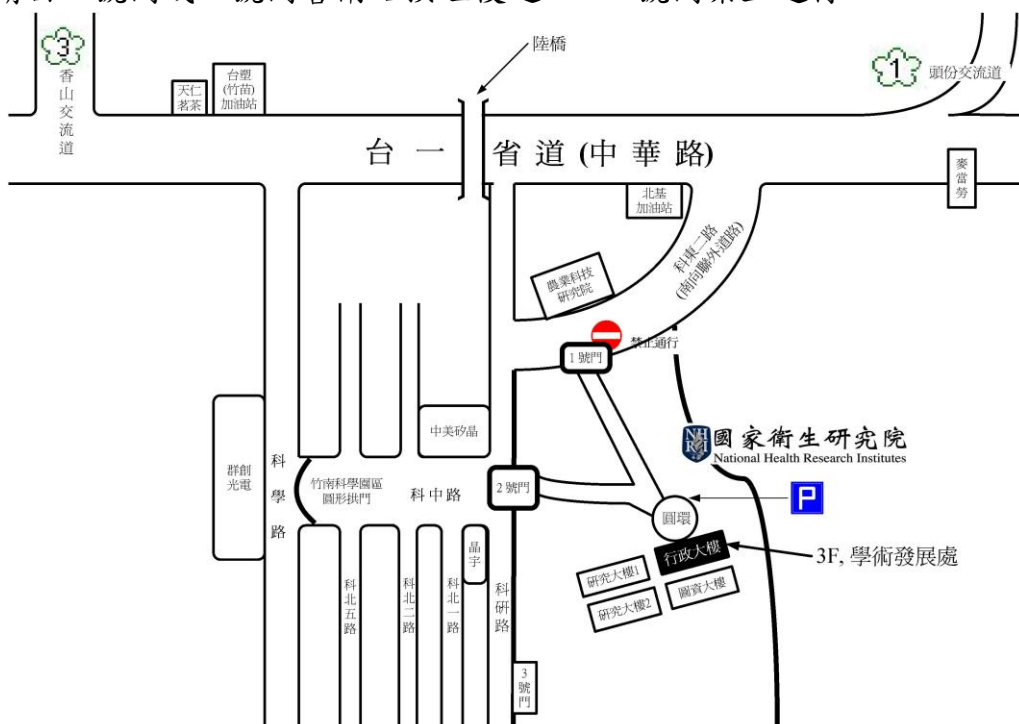 3
香山交流道
天仁
茗茶
台塑
(竹苗)
加油站
陸橋
1
頭份交流道
台一省道(中華路)
麥當勞
北基
加油站
科東二路
(南向聯外道路)
農業科技
研究院
禁止通行
1號門
中美矽晶
國家衛生研究院
National Health Research Institutes
群創
光電
科學路
竹南科學園區
圓形拱門
科中路
2號門
P
圓環
行政大樓
3F, 學術發展處
晶宇
研究大樓1
圖資大樓
研究大樓2
科北五路
科北二路
科北一路
科研路
3號門